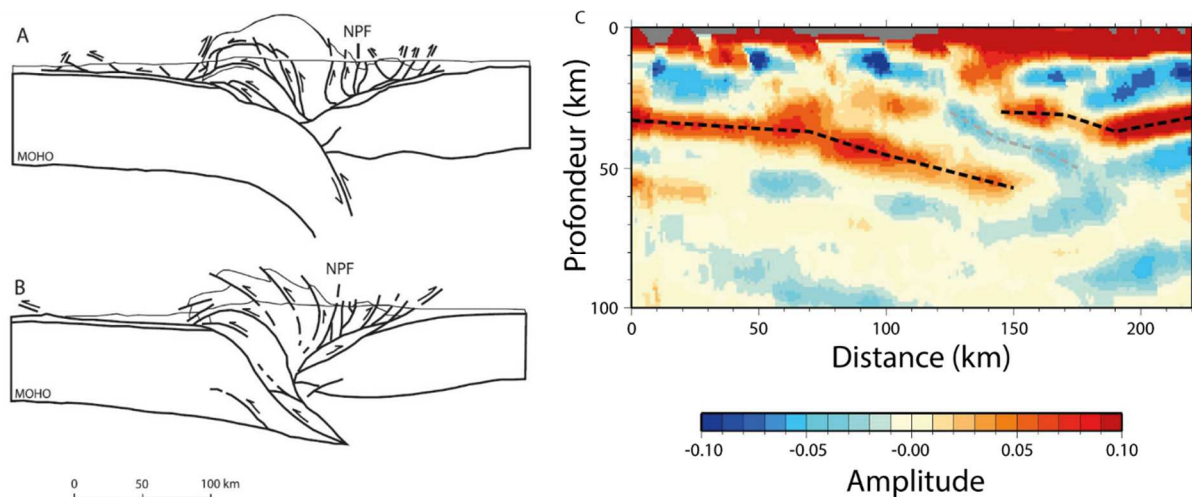 A
NPF
MOHO
B
NPF
MOHO
0 50 100 km
C
0
50
100
Profondeur (km)
0 50 100 150 200
Distance (km)
-0.10 -0.05 -0.00 0.05 0.10
Amplitude